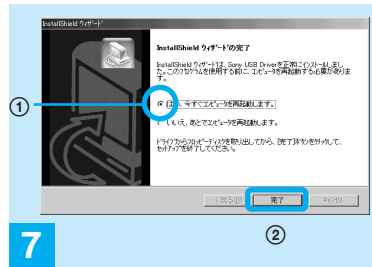 InstallShield ウィザード
InstallShield ウィザードの完了
InstallShield ウィザードは、Sony USB Driverを正常にインストールしまし
た。このプログラムを使用する前に、コンピュータを再起動する必要がありま
す。
①
はい、今すぐコンピュータを再起動します。
いいえ、あとでコンピュータを再起動します。
ドライブからフロッピーディスクを取り出してから、[完了]ボタンをクリックして、
セットアップを終了してください。
< 戻る(B)
完了
キャンセル
②
7